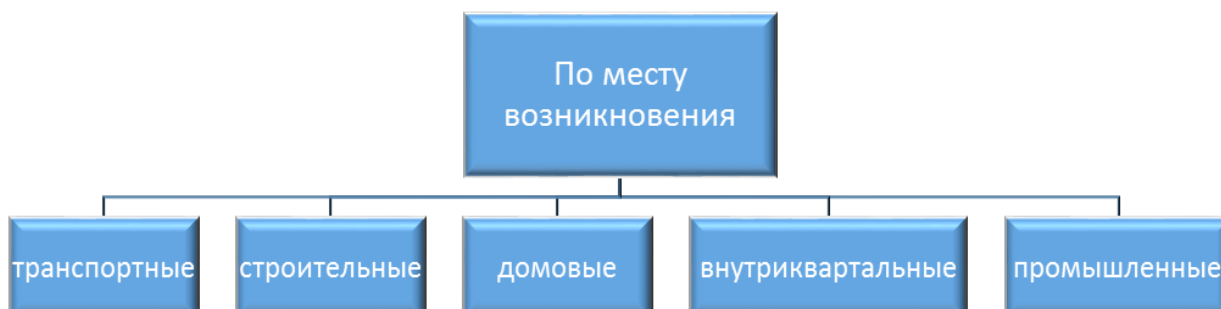 По месту
возникновения
транспортные
строительные
домовые
внутриквартальные
промышленные